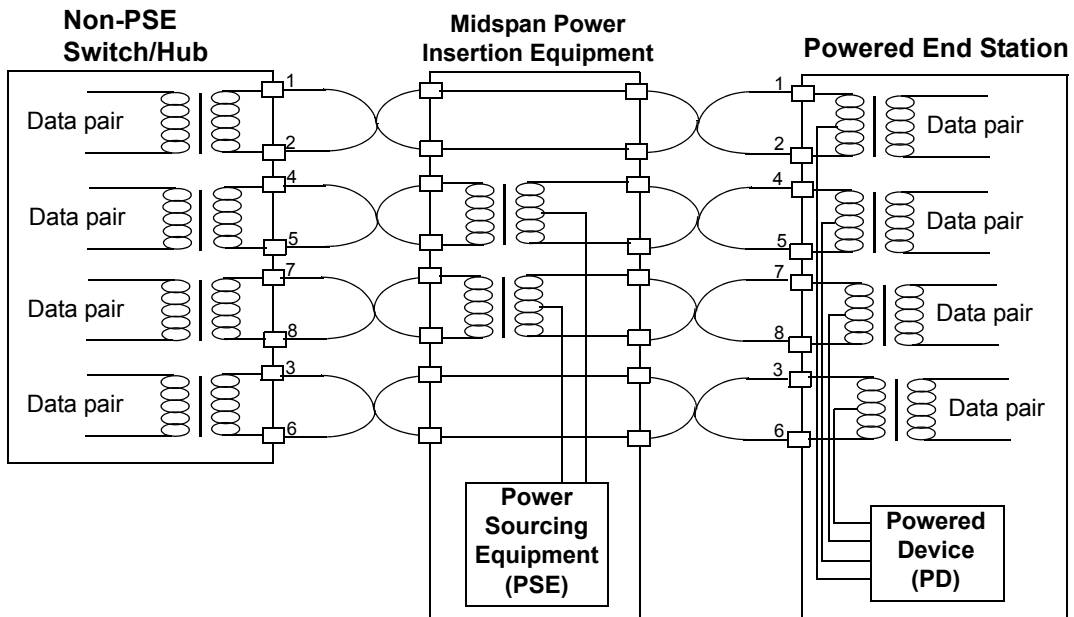 Non-PSE
Switch/Hub
Midspan Power
Insertion Equipment
Powered End Station
Data pair
1
2
1
2
Data pair
Data pair
4
5
4
5
Data pair
Data pair
7
8
7
8
Data pair
Data pair
3
6
3
6
Data pair
Power
Sourcing
Equipment
(PSE)
Powered
Device
(PD)